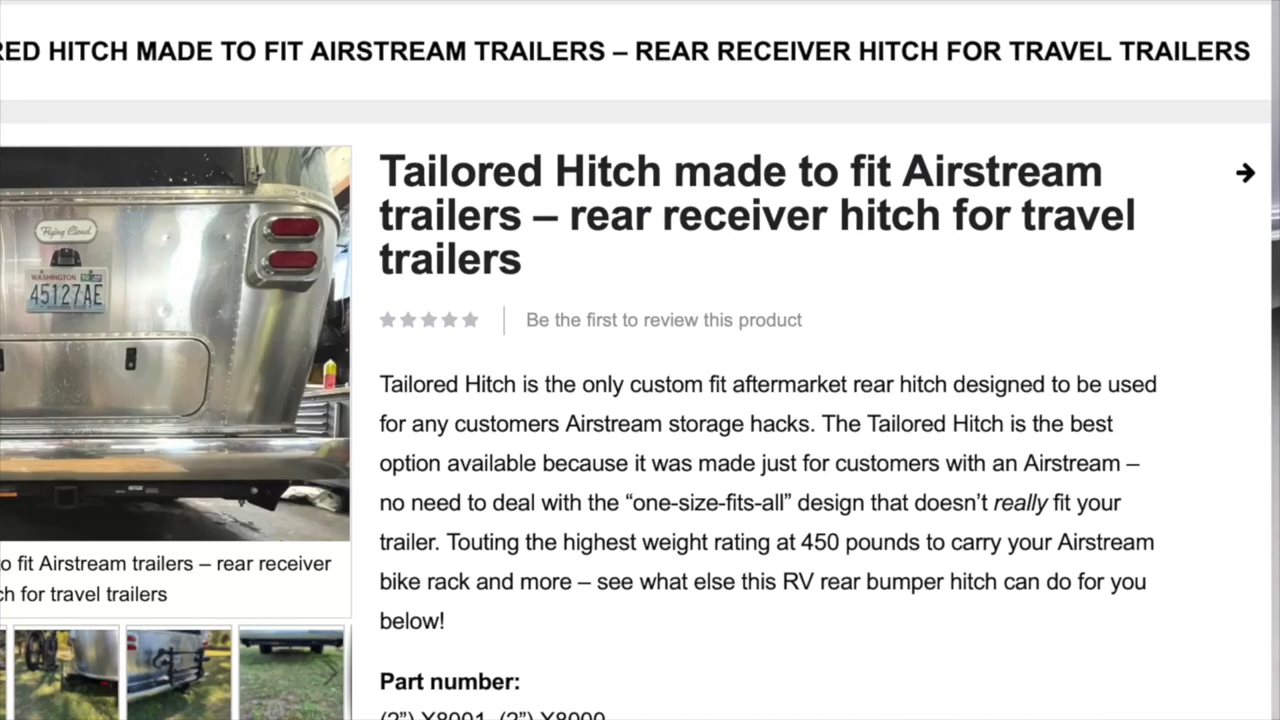 RED HITCH MADE TO FIT AIRSTREAM TRAILERS – REAR RECEIVER HITCH FOR TRAVEL TRAILERS
Flying Cloud
WASHINGTON
45127AE
o fit Airstream trailers – rear receiver
ch for travel trailers
Tailored Hitch made to fit Airstream
trailers – rear receiver hitch for travel
trailers
Be the first to review this product
Tailored Hitch is the only custom fit aftermarket rear hitch designed to be used
for any customers Airstream storage hacks. The Tailored Hitch is the best
option available because it was made just for customers with an Airstream –
no need to deal with the “one-size-fits-all” design that doesn’t really fit your
trailer. Touting the highest weight rating at 450 pounds to carry your Airstream
bike rack and more – see what else this RV rear bumper hitch can do for you
below!
Part number:
(2”) X8001, (2”) X8000